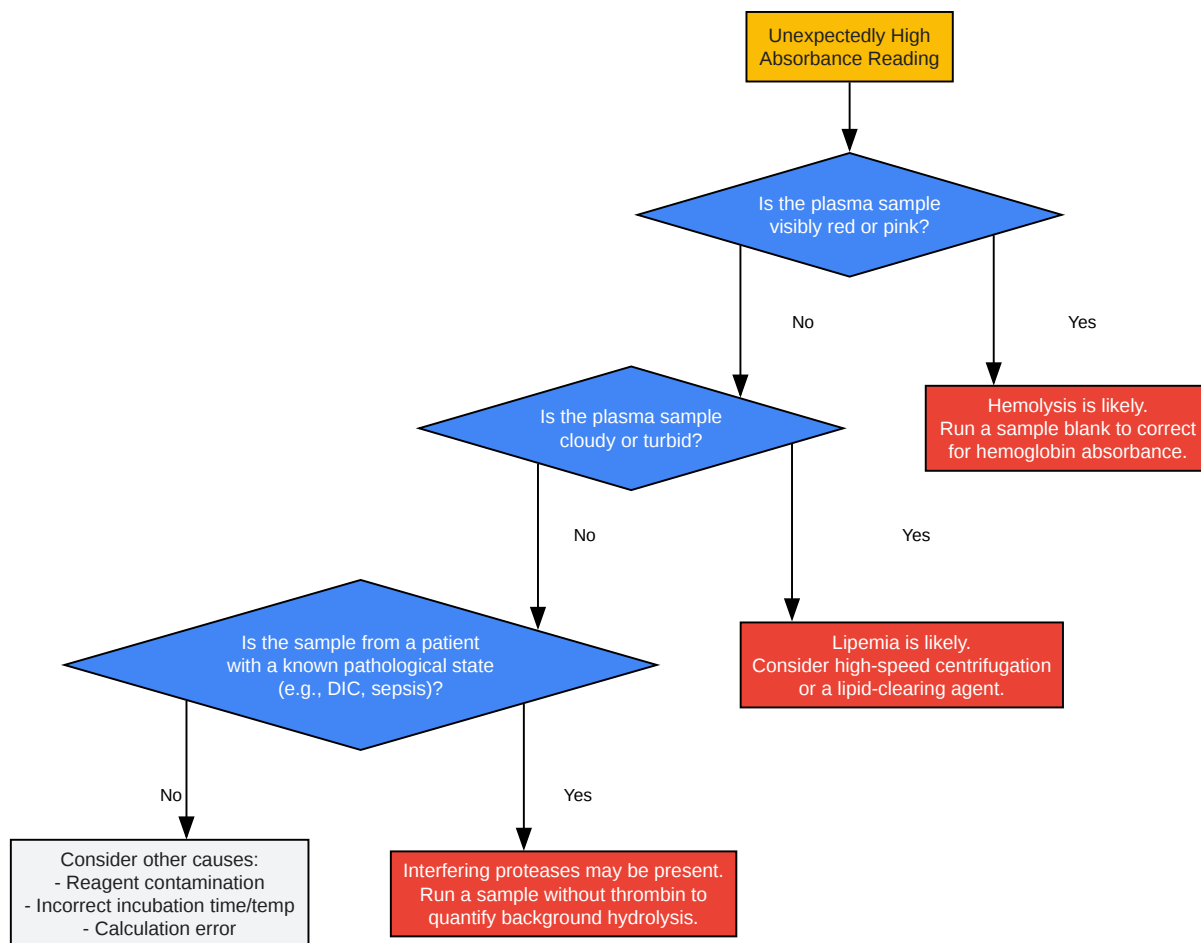 Unexpectedly High
Absorbance Reading
Is the plasma sample
visibly red or pink?
No
Yes
Is the plasma sample
cloudy or turbid?
Hemolysis is likely.
Run a sample blank to correct
for hemoglobin absorbance.
No
Yes
Is the sample from a patient
with a known pathological state
(e.g., DIC, sepsis)?
Lipemia is likely.
Consider high-speed centrifugation
or a lipid-clearing agent.
No
Yes
Consider other causes:
- Reagent contamination
- Incorrect incubation time/temp
- Calculation error
Interfering proteases may be present.
Run a sample without thrombin to
quantify background hydrolysis.